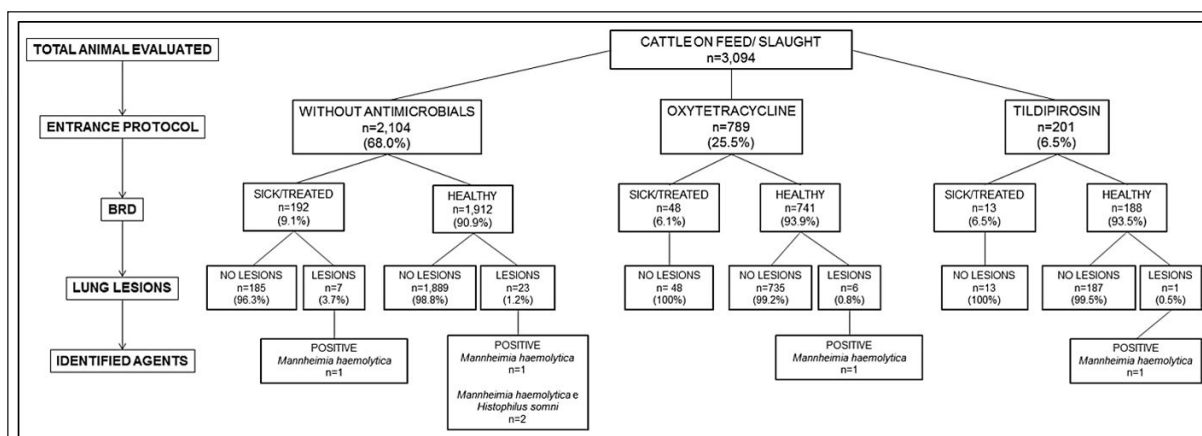 TOTAL ANIMAL EVALUATED
ENTRANCE PROTOCOL
BRD
LUNG LESIONS
IDENTIFIED AGENTS
CATTLE ON FEED/ SLAUGHT
n=3,094
WITHOUT ANTIMICROBIALS
n=2,104
(68.0%)
OXYTETRACYCLINE
n=789
(25.5%)
TILDIPIROSIN
n=201
(6.5%)
SICK/TREATED
n=192
(9.1%)
HEALTHY
n=1,912
(90.9%)
SICK/TREATED
n=48
(6.1%)
HEALTHY
n=741
(93.9%)
SICK/TREATED
n=13
(6.5%)
HEALTHY
n=188
(93.5%)
NO LESIONS
n=185
(96.3%)
LESIONS
n=7
(3.7%)
NO LESIONS
n=1,889
(98.8%)
LESIONS
n=23
(1.2%)
NO LESIONS
n= 48
(100%)
NO LESIONS
n=735
(99.2%)
LESIONS
n=6
(0.8%)
NO LESIONS
n=13
(100%)
NO LESIONS
n=187
(99.5%)
LESIONS
n=1
(0.5%)
POSITIVE
Mannheimia haemolytica
n=1
POSITIVE
Mannheimia haemolytica
n=1
Mannheimia haemolytica e
Histophilus somni
n=2
POSITIVE
Mannheimia haemolytica
n=1
POSITIVE
Mannheimia haemolytica
n=1